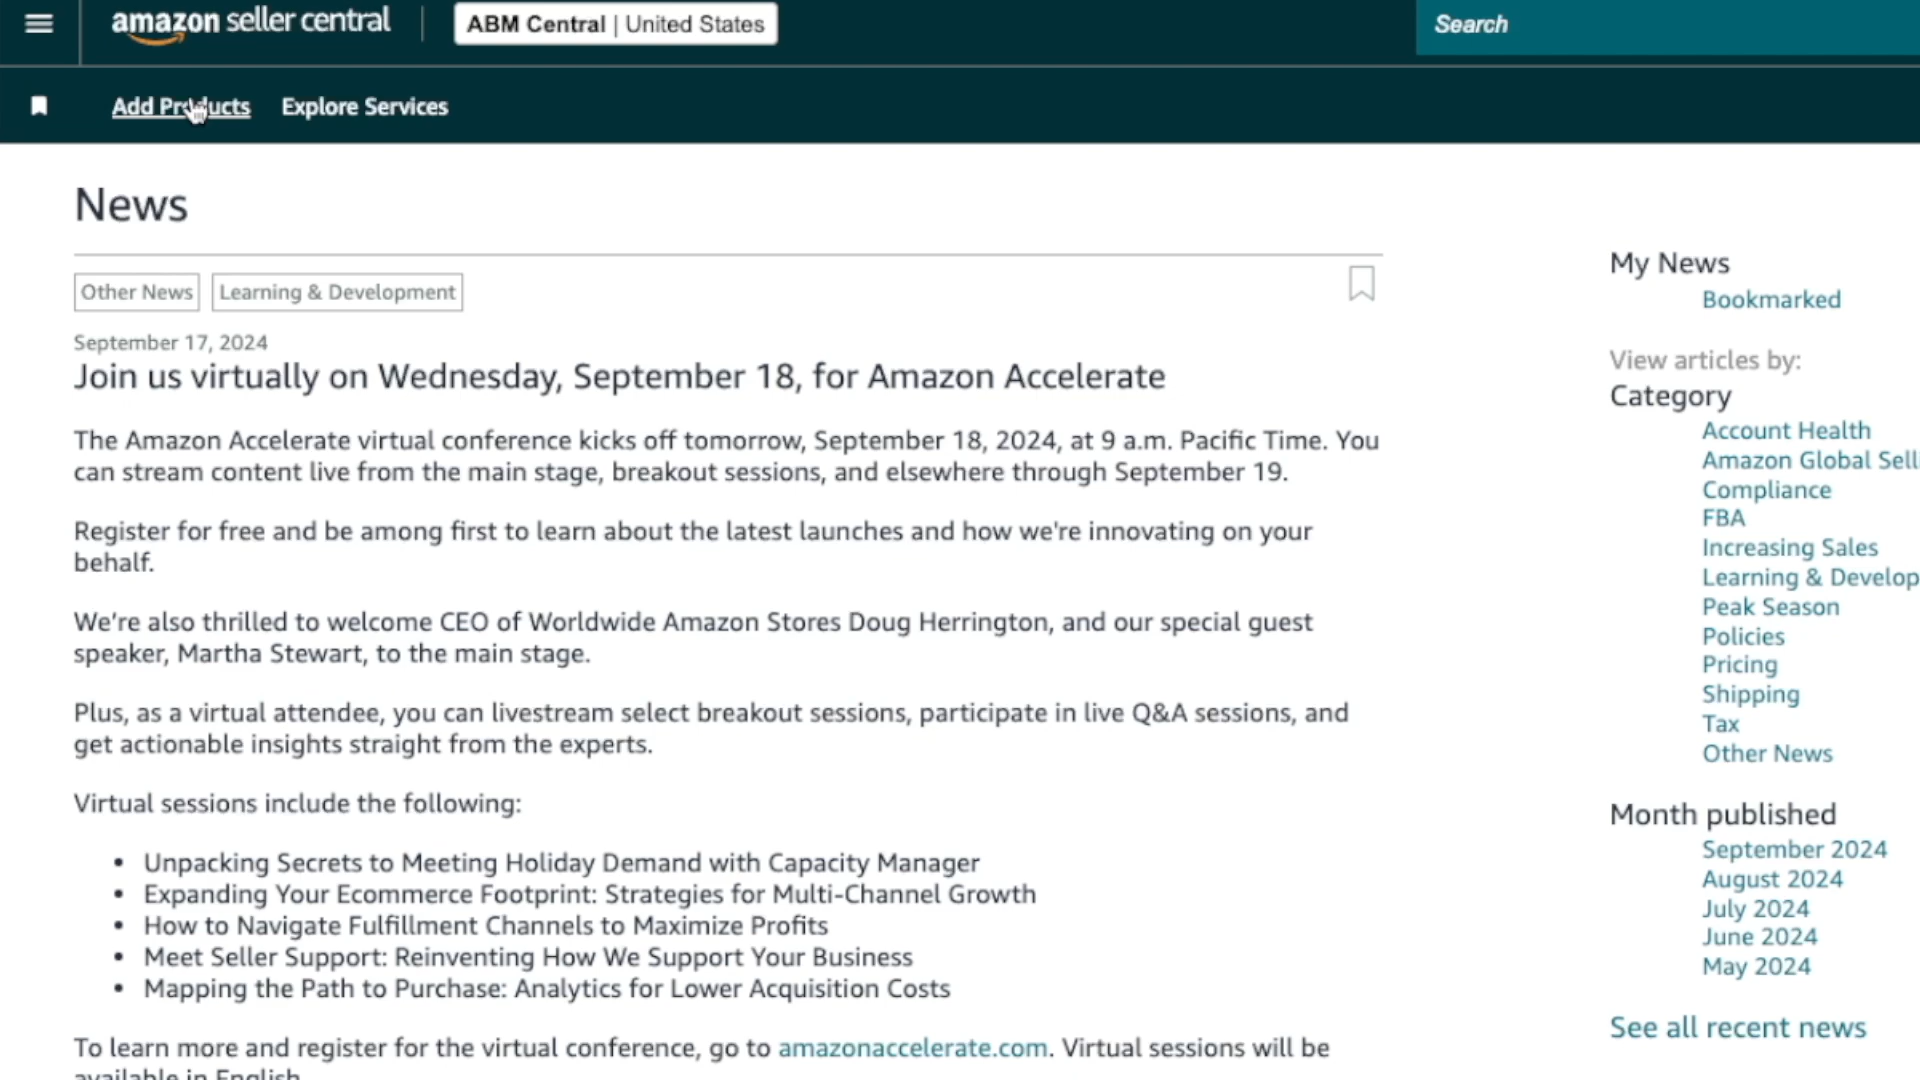 amazon seller central
ABM Central | United States
Search
Add Products
Explore Services
News
Other News
Learning & Development
September 17, 2024
Join us virtually on Wednesday, September 18, for Amazon Accelerate
The Amazon Accelerate virtual conference kicks off tomorrow, September 18, 2024, at 9 a.m. Pacific Time. You
can stream content live from the main stage, breakout sessions, and elsewhere through September 19.
Register for free and be among first to learn about the latest launches and how we're innovating on your
behalf.
We’re also thrilled to welcome CEO of Worldwide Amazon Stores Doug Herrington, and our special guest
speaker, Martha Stewart, to the main stage.
Plus, as a virtual attendee, you can livestream select breakout sessions, participate in live Q&A sessions, and
get actionable insights straight from the experts.
Virtual sessions include the following:
• Unpacking Secrets to Meeting Holiday Demand with Capacity Manager
• Expanding Your Ecommerce Footprint: Strategies for Multi-Channel Growth
• How to Navigate Fulfillment Channels to Maximize Profits
• Meet Seller Support: Reinventing How We Support Your Business
• Mapping the Path to Purchase: Analytics for Lower Acquisition Costs
To learn more and register for the virtual conference, go to amazonaccelerate.com. Virtual sessions will be
available in English
My News
Bookmarked
View articles by:
Category
Account Health
Amazon Global Selli
Compliance
FBA
Increasing Sales
Learning & Develop
Peak Season
Policies
Pricing
Shipping
Tax
Other News
Month published
September 2024
August 2024
July 2024
June 2024
May 2024
See all recent news